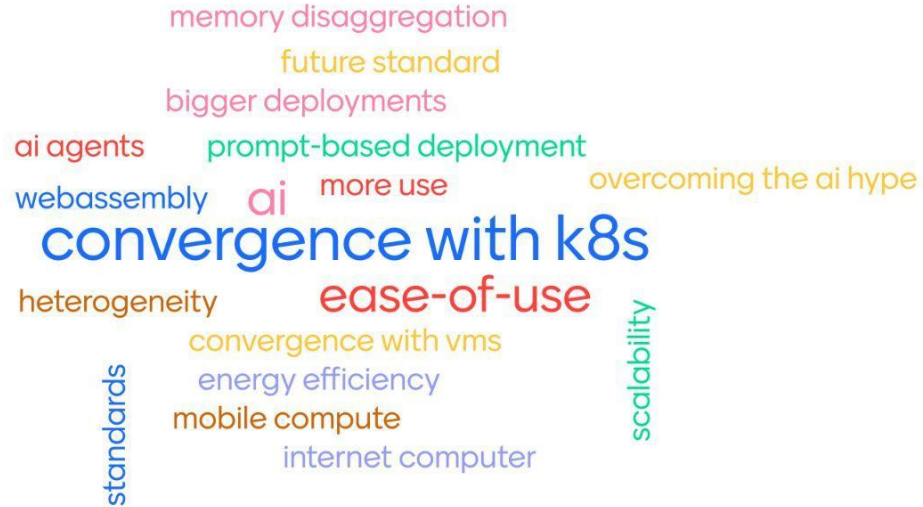 memory disaggregation
future standard
bigger deployments
ai agents
prompt-based deployment
overcoming the ai hype
webassembly
ai
more use
convergence with k8s
heterogeneity
ease-of-use
scalability
convergence with vms
standards
energy efficiency
mobile compute
internet computer